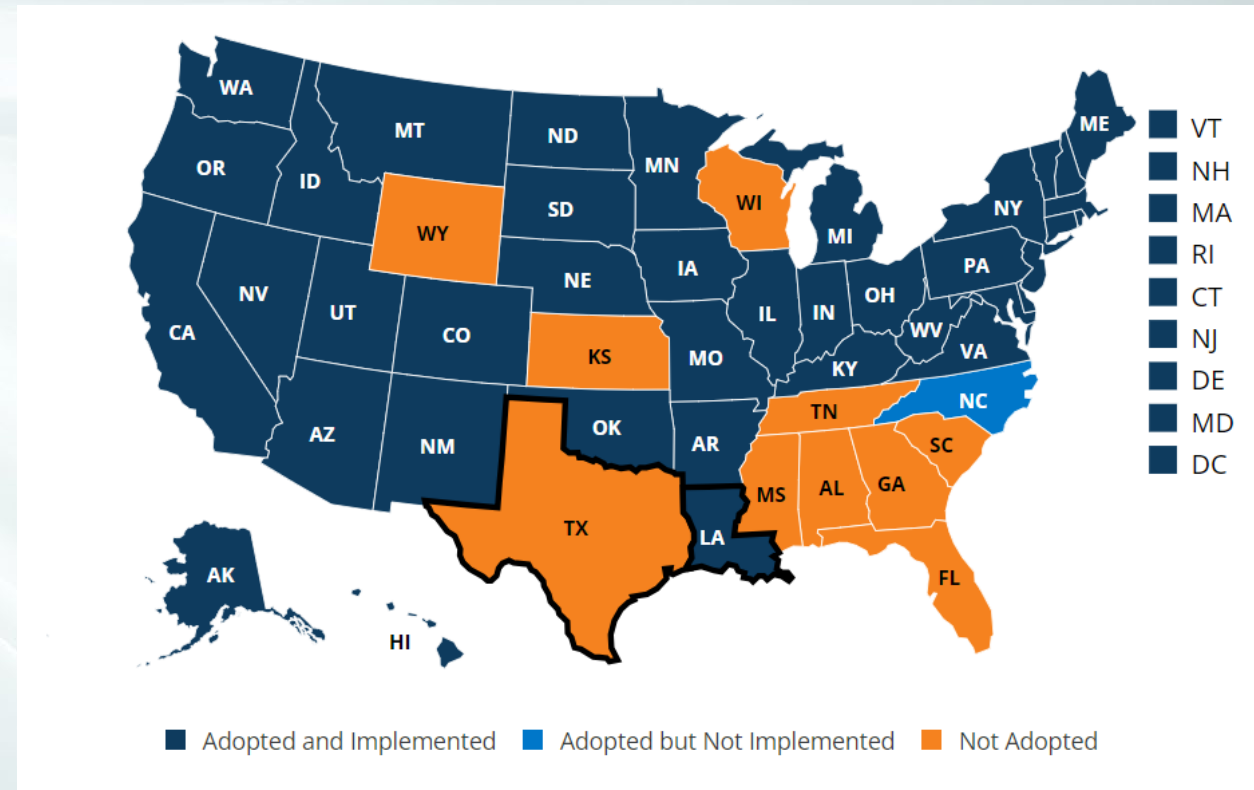 WA
ME
VT
MT
ND
OR
MN
ID
NH
SD
WI
NY
MA
WY
MI
RI
IA
PA
NE
CT
NV
OH
UT
IL
IN
CA
CO
WV
NJ
VA
KS
MO
KY
DE
NC
TN
AZ
OK
MD
NM
AR
SC
DC
MS
AL
GA
TX
LA
AK
FL
HI
Adopted and Implemented
Adopted but Not Implemented
Not Adopted